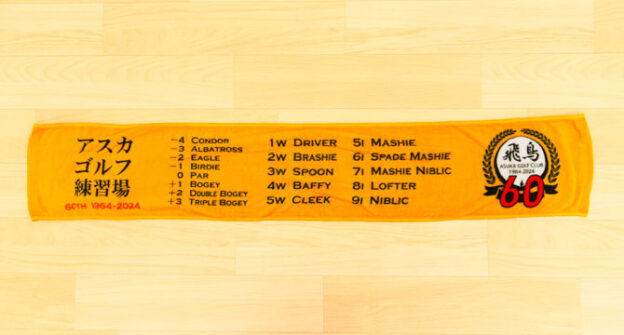 アスカ
ゴルフ
練習場
60TH 1964-2024
-4 CONDOR
-3 ALBATROSS
-2 EAGLE
-1 BIRDIE
0 PAR
+1 BOGEY
+2 DOUBLE BOGEY
+3 TRIPLE BOGEY
1W DRIVER
2W BRASHIE
3W SPOON
4W BAFFY
5W CLEEK
5I MASHIE
6I SPADE MASHIE
7I MASHIE NIBLIC
8I LOFTER
9I NIBLIC
飛鳥
ASUKA GOLF CLUB
1964-2024
60